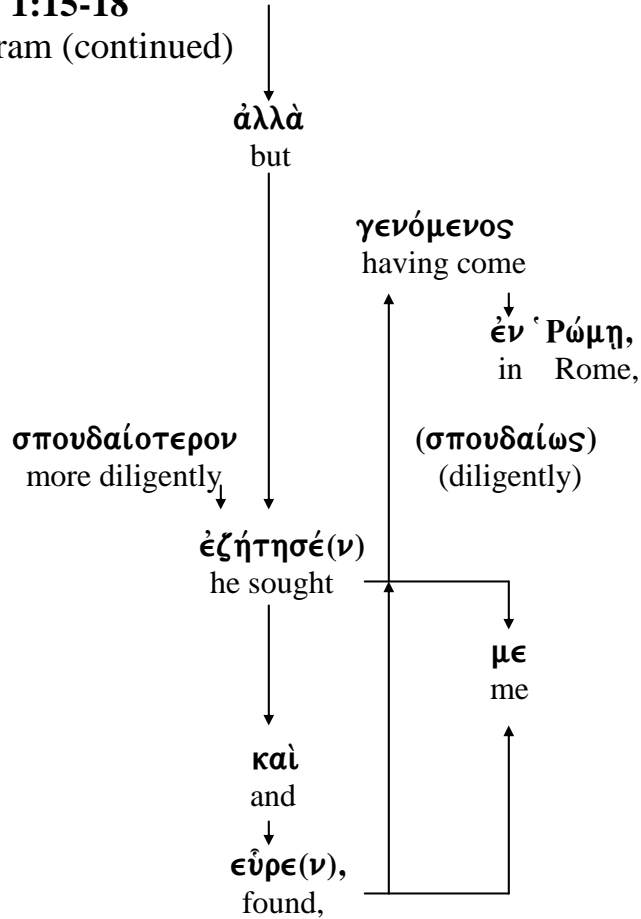 1:15-18
ram (continued)
ἀλλὰ
but
γενόμενος
having come
ἐν Ῥώμῃ,
in Rome,
σπουδαίοτερον (σπουδαίως)
more diligently (diligently)
ἐζήτησέ(ν)
he sought
με
me
καὶ
and
εὗρε(ν),
found,